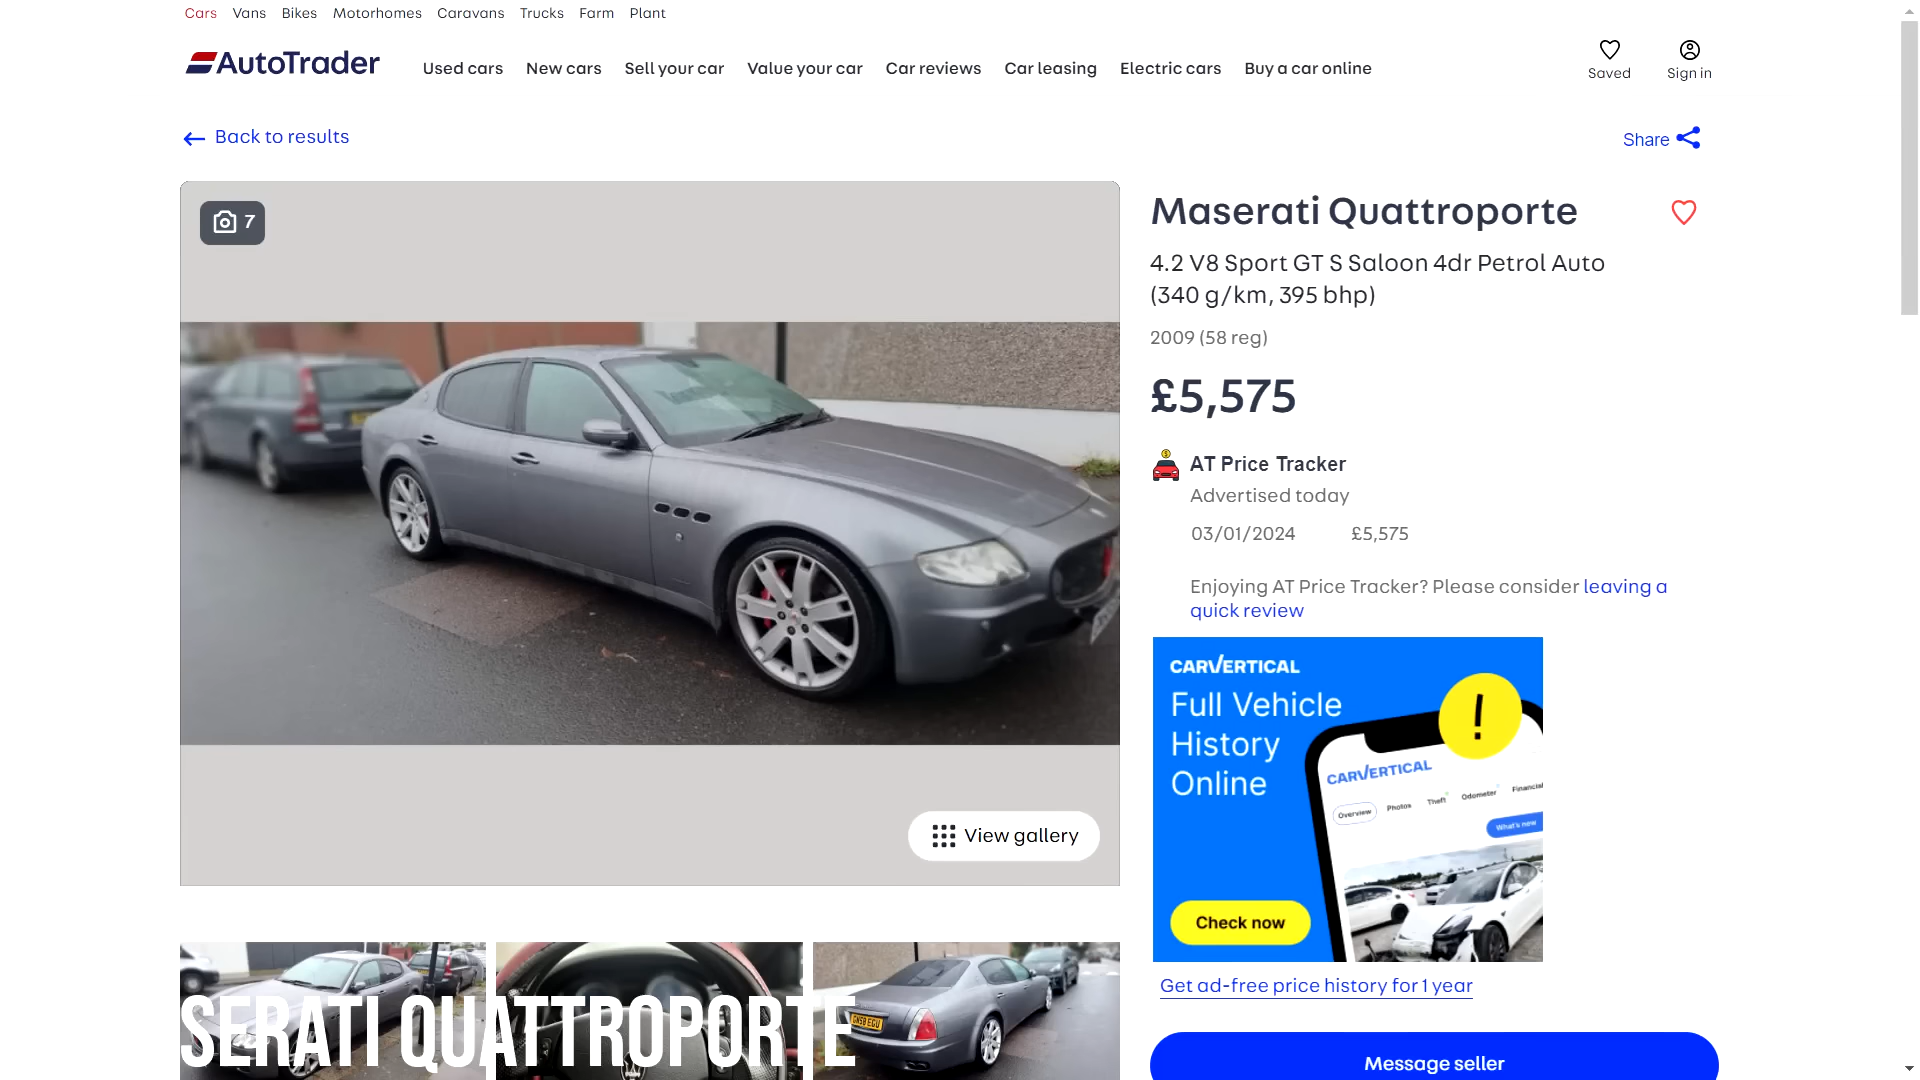 Cars Vans Bikes Motorhomes Caravans Trucks Farm Plant
AutoTrader
Used cars New cars Sell your car Value your car Car reviews Car leasing Electric cars Buy a car online
Saved Sign in
Back to results
Share
7
Maserati Quattroporte
4.2 V8 Sport GT S Saloon 4dr Petrol Auto
(340 g/km, 395 bhp)
2009 (58 reg)
£5,575
AT Price Tracker
Advertised today
03/01/2024 £5,575
Enjoying AT Price Tracker? Please consider leaving a
quick review
CARVERTICAL
Full Vehicle
History
Online
!
CARVERTICAL
Overview Photos Theft Odometer Financial
What's new
Check now
View gallery
Get ad-free price history for 1 year
SERATI QUATTROPORTE
GN58 EGU
Message seller